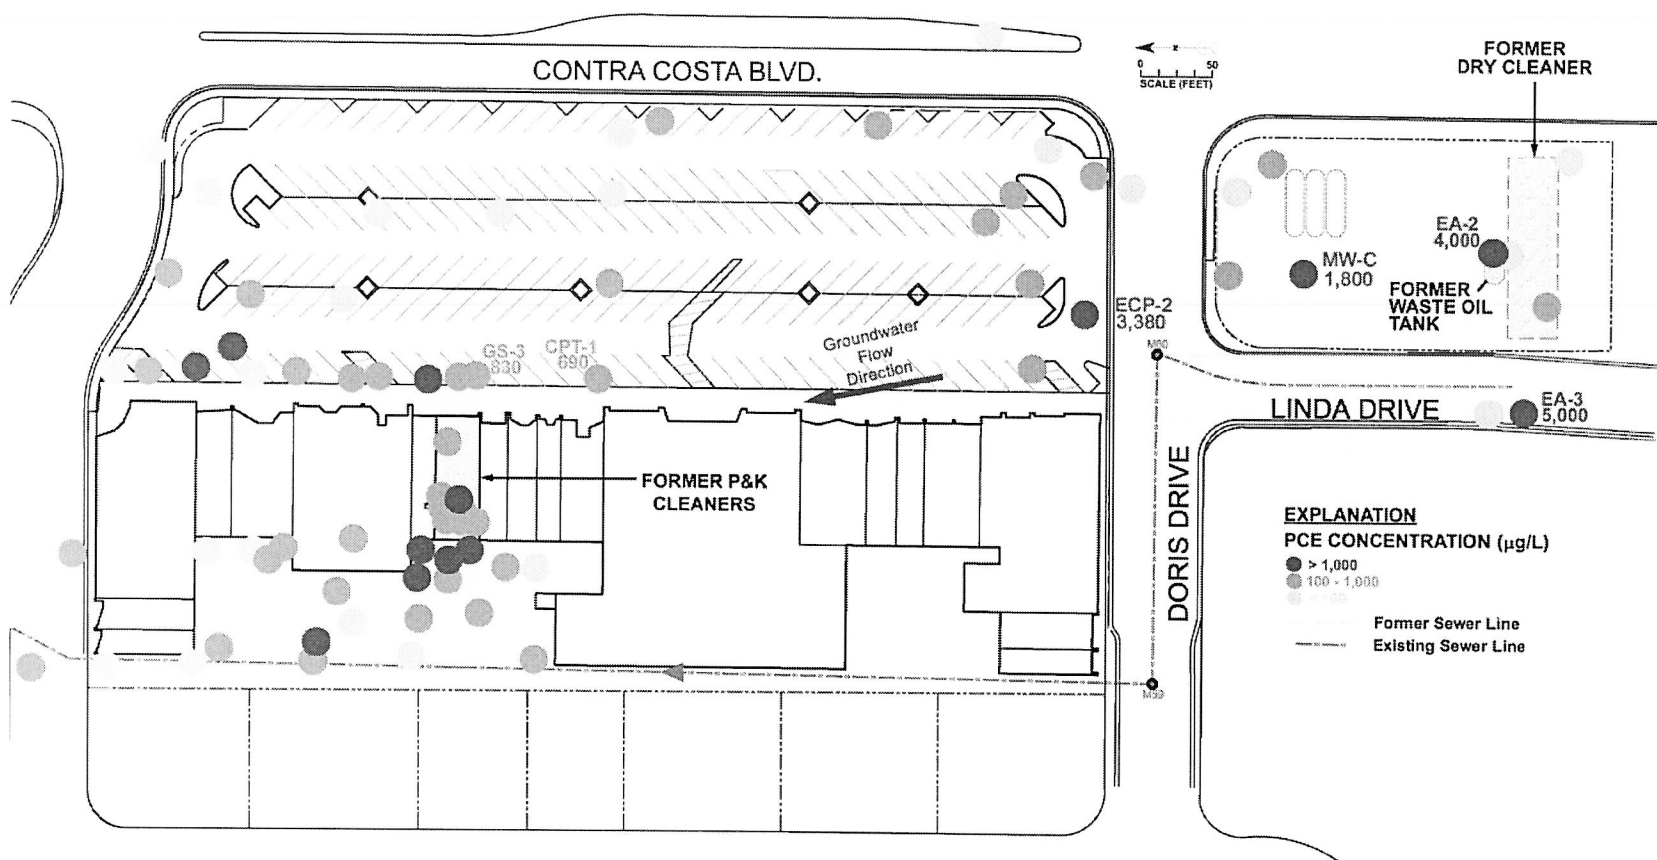 CONTRA COSTA BLVD.
z
0 50
SCALE (FEET)
FORMER
DRY CLEANER
EA-2
4,000
MW-C
1,800
FORMER
WASTE OIL
TANK
ECP-2
3,380
M60
Groundwater
Flow
Direction
GS-3
830
CPT-1
690
LINDA DRIVE
EA-3
5,000
FORMER P&K
CLEANERS
DORIS DRIVE
EXPLANATION
PCE CONCENTRATION (µg/L)
> 1,000
100 - 1,000
< 100
Former Sewer Line
Existing Sewer Line
M59